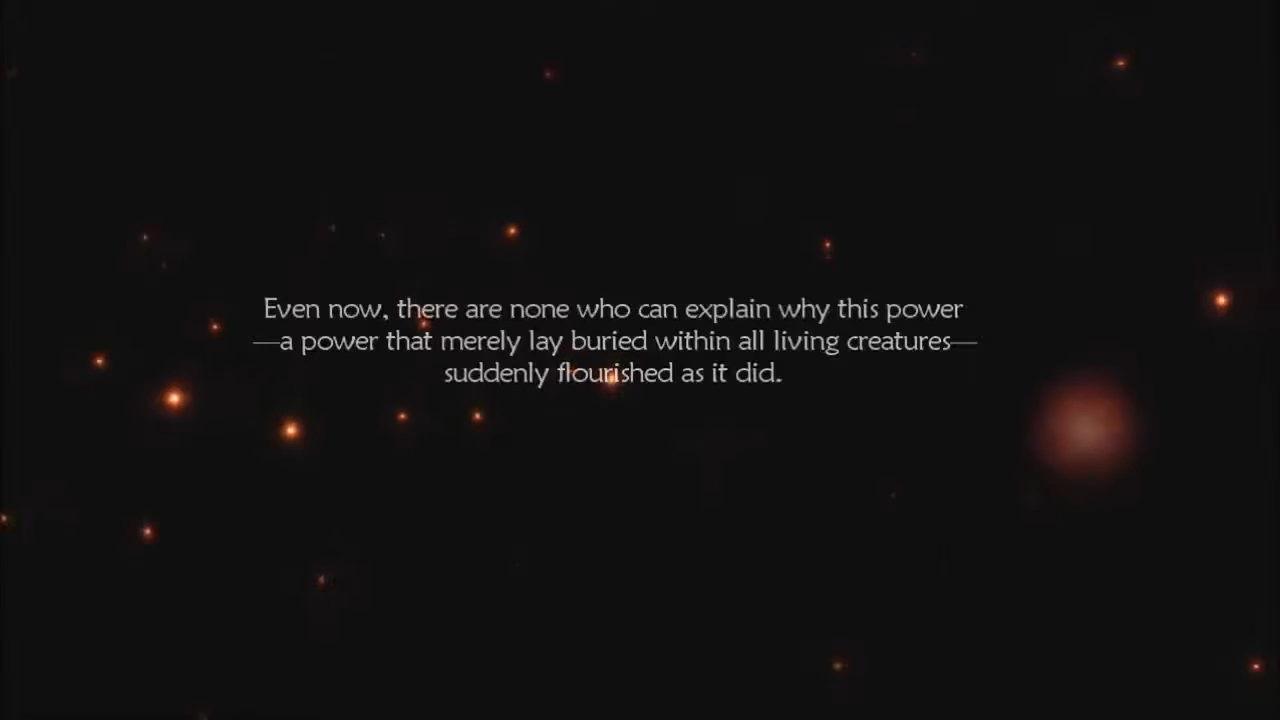 Even now, there are none who can explain why this power
—a power that merely lay buried within all living creatures—
suddenly flourished as it did.